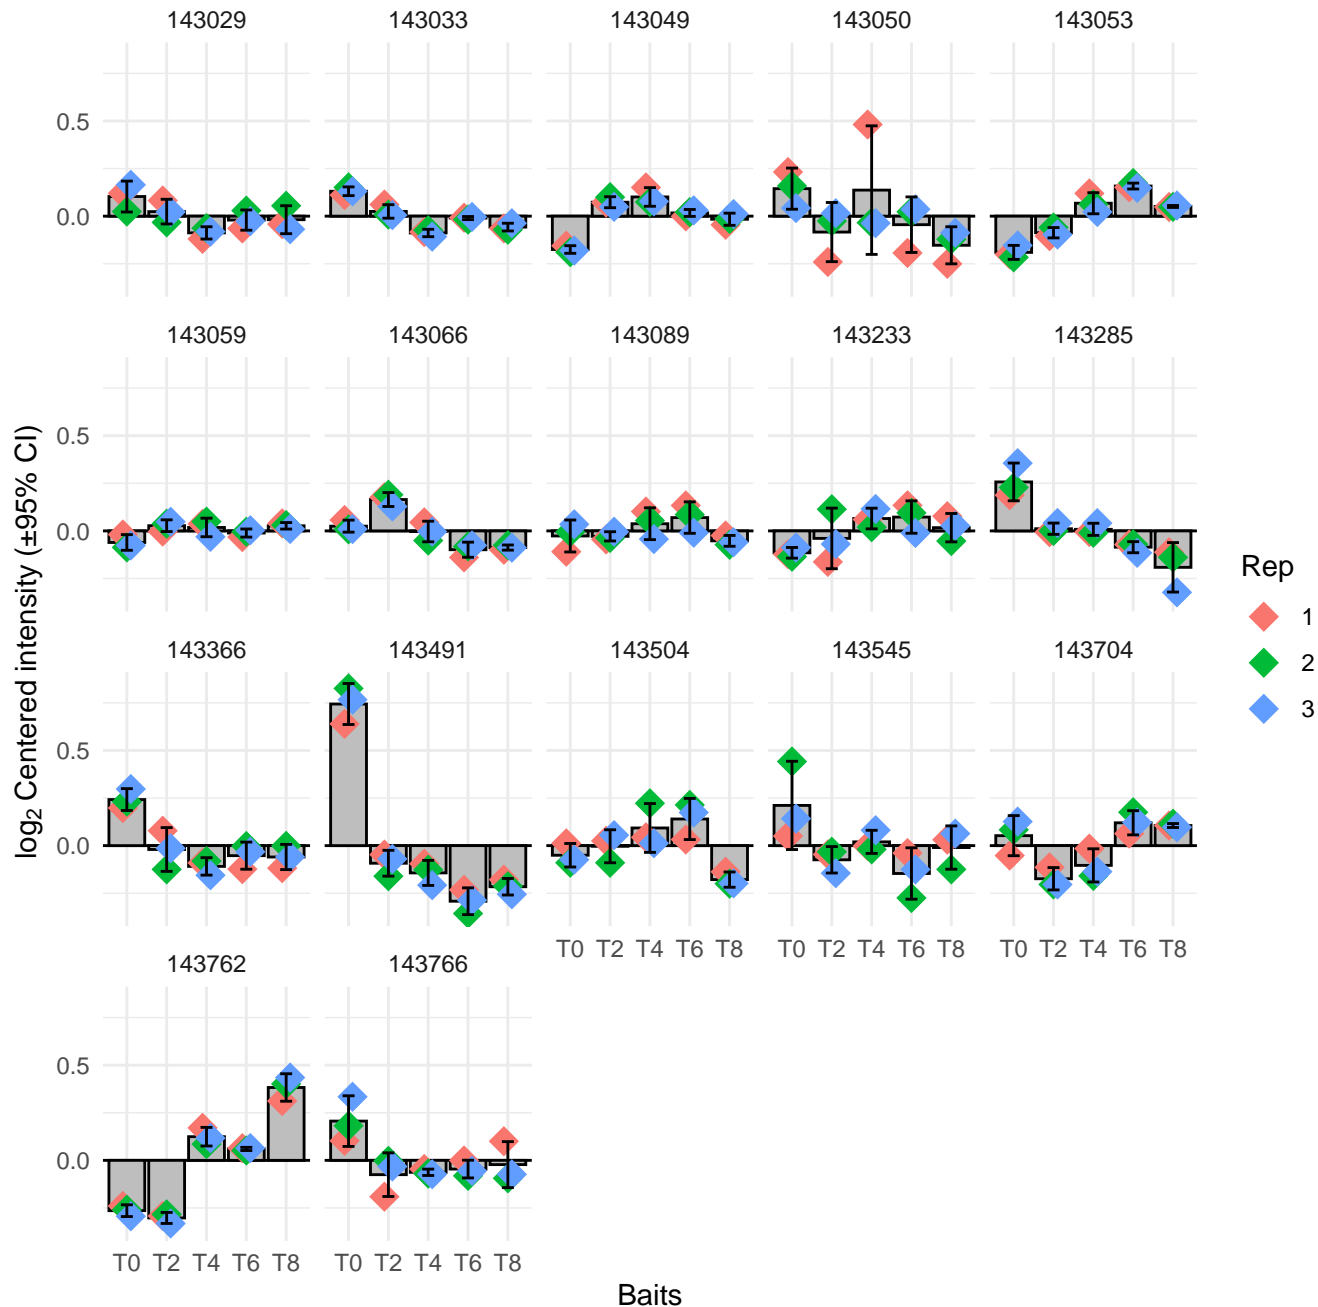 143029 143033 143049 143050 143053
0.5
0.0
143059 143066 143089 143233 143285
0.5
0.0
143366 143491 143504 143545 143704
0.5
0.0
T0 T2 T4 T6 T8 T0 T2 T4 T6 T8 T0 T2 T4 T6 T8
143762 143766
0.5
0.0
T0 T2 T4 T6 T8 T0 T2 T4 T6 T8
Baits
log₂ Centered intensity (±95% CI)
Rep
1
2
3